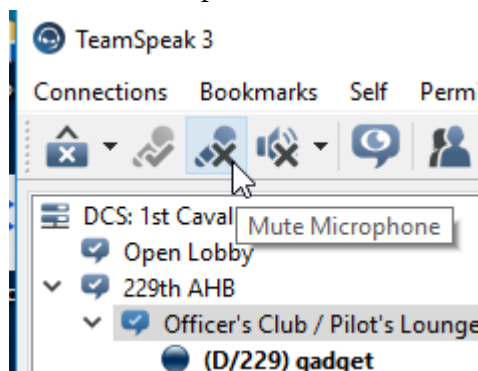 TeamSpeak 3
Connections Bookmarks Self Perm
DCS: 1st Caval
Mute Microphone
Open Lobby
229th AHB
Officer's Club / Pilot's Lounge
(D/229) gadget